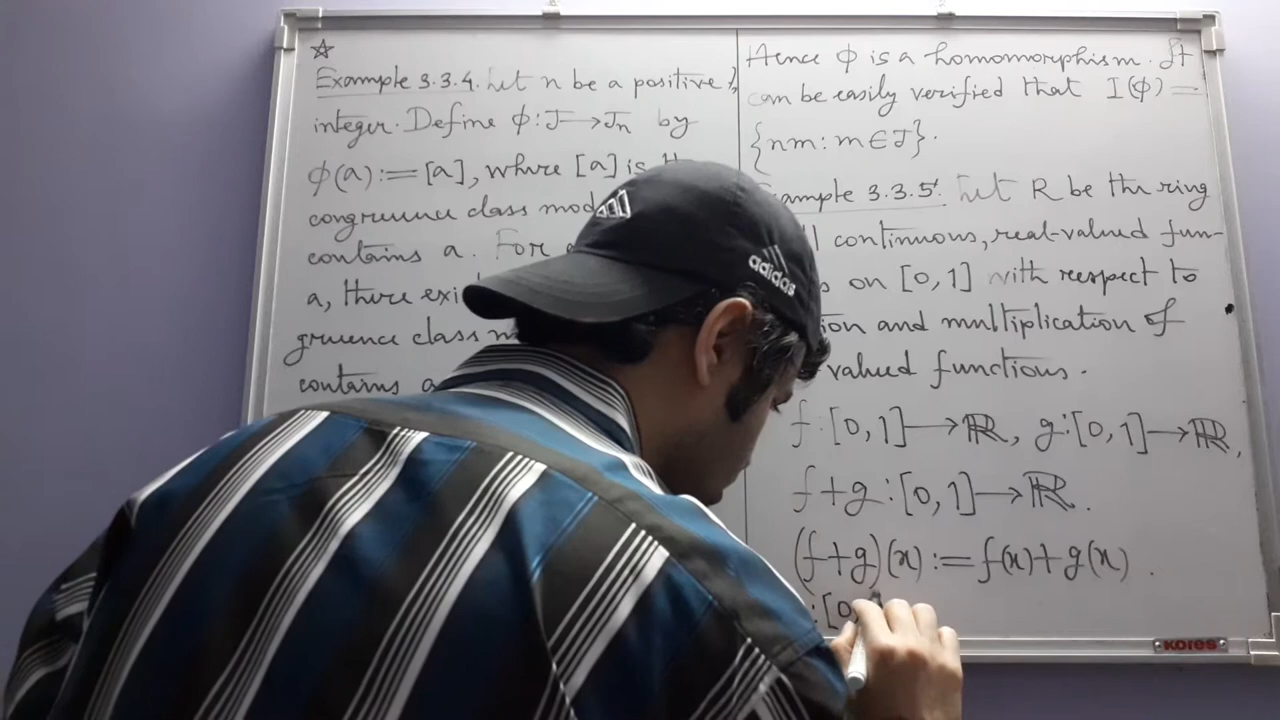 ☆
Example 3.3.4. Let n be a positive
integer. Define ϕ: J→Jn by
ϕ(a):=[a], where [a] is
congruence class mod
contains a. For
a, there exi
gruence class m
contains a
Hence ϕ is a homomorphism. It
can be easily verified that I(ϕ)=
{nm: m∈J}.
ample 3.3.5. Let R be the ring
continuous, real-valued fun-
on [0,1] with respect to
ion and multiplication of
valued functions.
f:[0,1]→ℝ, g:[0,1]→ℝ,
f+g:[0,1]→ℝ.
(f+g)(x):=f(x)+g(x).
:[0
adidas
KORES